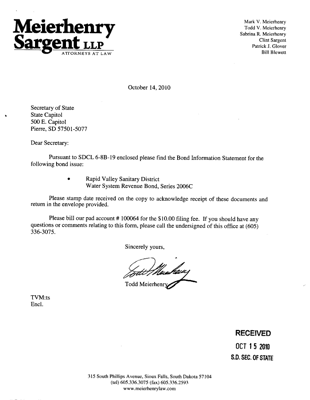 Meierhenry
Sargent LLP
ATTORNEYS AT LAW
Mark V. Meierhenry
Todd V. Meierhenry
Sabrina R. Meierhenry
Clint Sargent
Patrick J. Glover
Bill Blewett
October 14, 2010
Secretary of State
State Capitol
500 E. Capitol
Pierre, SD 57501-5077
Dear Secretary:
Pursuant to SDCL 6-8B-19 enclosed please find the Bond Information Statement for the
following bond issue:
• Rapid Valley Sanitary District
Water System Revenue Bond, Series 2006C
Please stamp date received on the copy to acknowledge receipt of these documents and
return in the envelope provided.
Please bill our pad account # 100064 for the $10.00 filing fee. If you should have any
questions or comments relating to this form, please call the undersigned of this office at (605)
336-3075.
Sincerely yours,
Todd Meierhenry
TVM:ts
Encl.
RECEIVED
OCT 15 2010
S.D. SEC. OF STATE
315 South Phillips Avenue, Sioux Falls, South Dakota 57104
(tel) 605.336.3075 (fax) 605.336.2593
www.meierhenrylaw.com